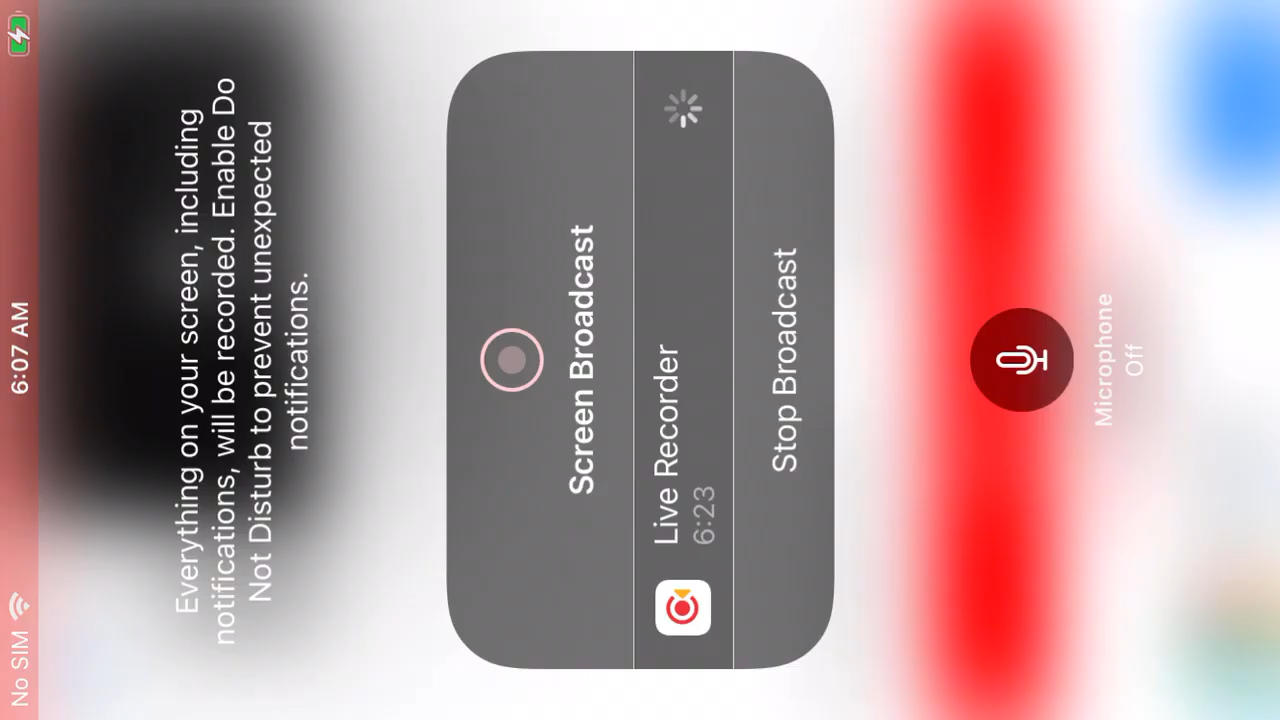 No SIM
6:07 AM
Everything on your screen, including
notifications, will be recorded. Enable Do
Not Disturb to prevent unexpected
notifications.
Screen Broadcast
Live Recorder
6:23
Stop Broadcast
Microphone
Off